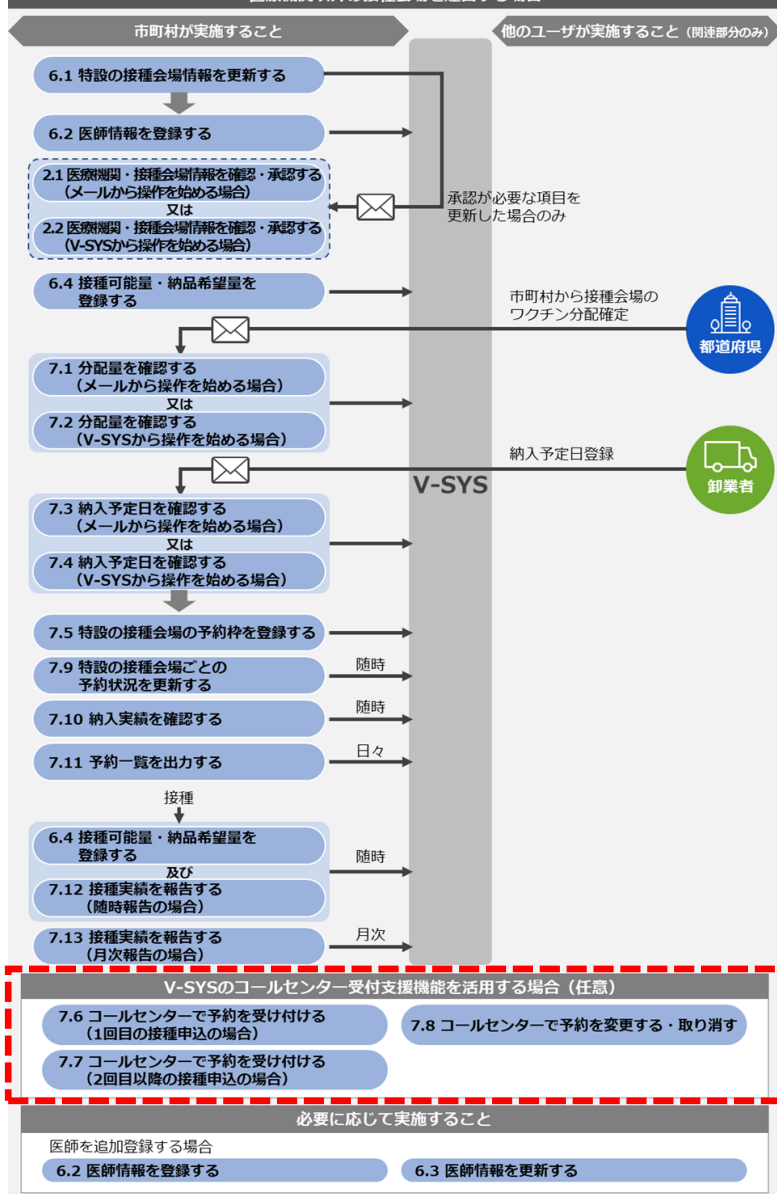 市町村が実施すること
他のユーザが実施すること（関連部分のみ）
6.1 特設の接種会場情報を更新する
6.2 医師情報を登録する
2.1 医療機関・接種会場情報を確認・承認する
（メールから操作を始める場合）
又は
2.2 医療機関・接種会場情報を確認・承認する
（V-SYSから操作を始める場合）
承認が必要な項目を
更新した場合のみ
6.4 接種可能量・納品希望量を
登録する
市町村から接種会場の
ワクチン分配確定
都道府県
7.1 分配量を確認する
（メールから操作を始める場合）
又は
7.2 分配量を確認する
（V-SYSから操作を始める場合）
納入予定日登録
卸業者
V-SYS
7.3 納入予定日を確認する
（メールから操作を始める場合）
又は
7.4 納入予定日を確認する
（V-SYSから操作を始める場合）
7.5 特設の接種会場の予約枠を登録する
7.9 特設の接種会場ごとの
予約状況を更新する
随時
7.10 納入実績を確認する
随時
7.11 予約一覧を出力する
日々
接種
6.4 接種可能量・納品希望量を
登録する
及び
7.12 接種実績を報告する
（随時報告の場合）
随時
7.13 接種実績を報告する
（月次報告の場合）
月次
V-SYSのコールセンター受付支援機能を活用する場合（任意）
7.6 コールセンターで予約を受け付ける
（1回目の接種申込の場合）
7.8 コールセンターで予約を変更する・取り消す
7.7 コールセンターで予約を受け付ける
（2回目以降の接種申込の場合）
必要に応じて実施すること
医師を追加登録する場合
6.2 医師情報を登録する
6.3 医師情報を更新する